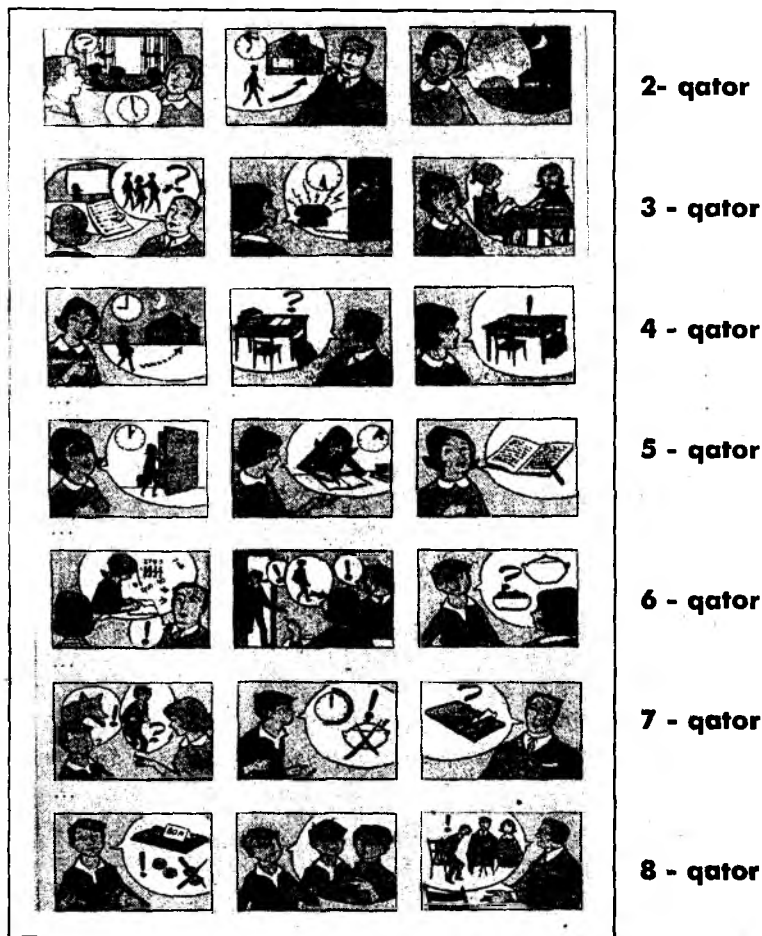 2- qator
3 - qator
4 - qator
5 - qator
6 - qator
7 - qator
8 - qator